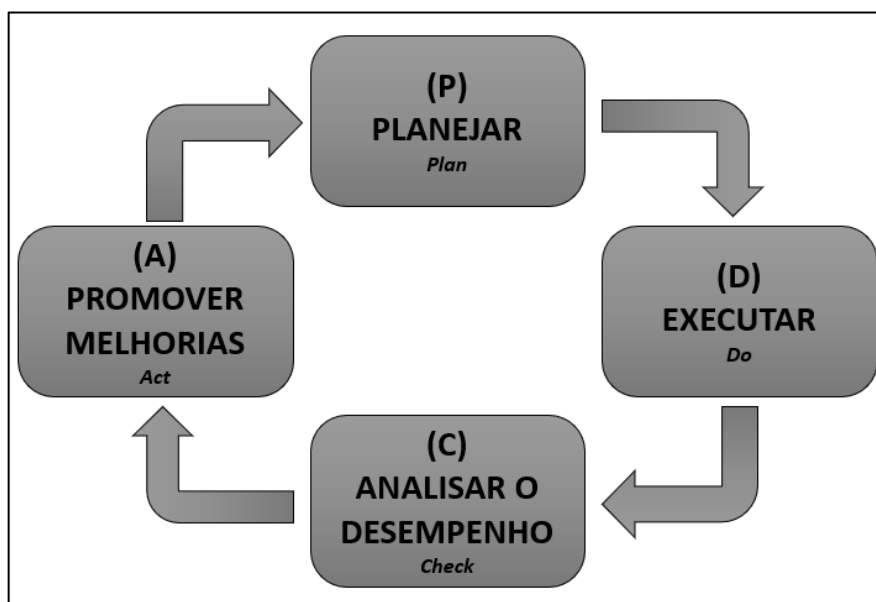 (P)
PLANEJAR
Plan
(D)
EXECUTAR
Do
(C)
ANALISAR O
DESEMPENHO
Check
(A)
PROMOVER
MELHORIAS
Act